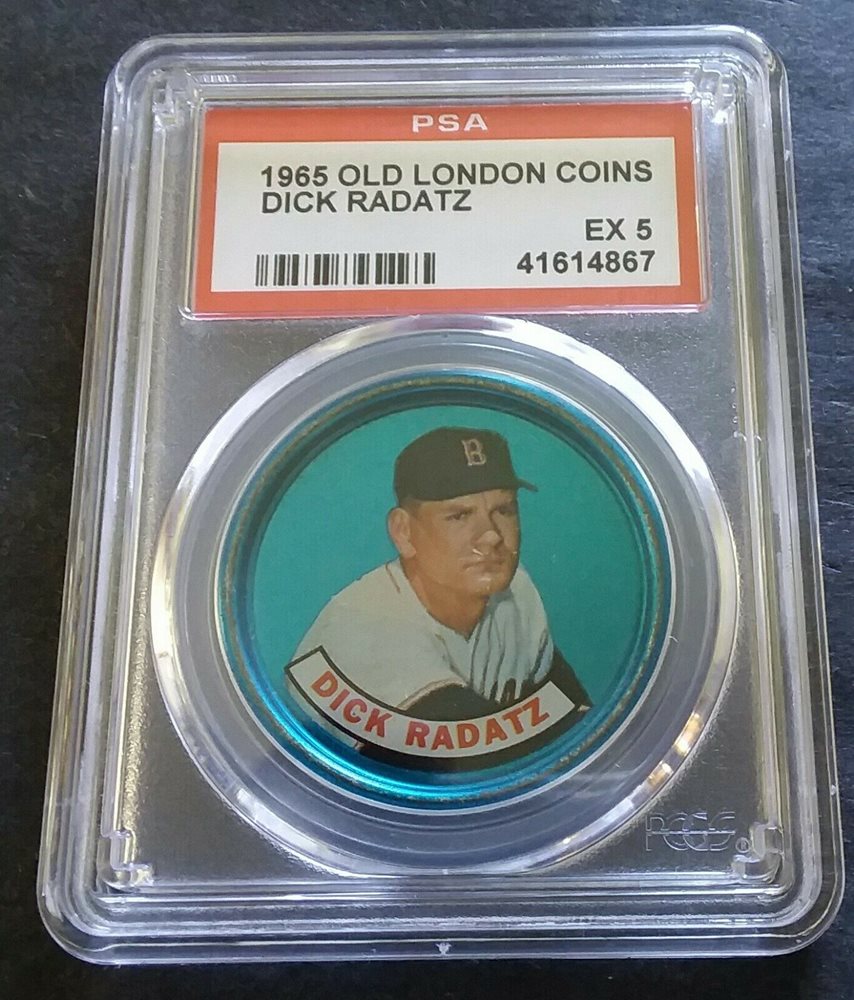 PSA
1965 OLD LONDON COINS
DICK RADATZ
EX 5
41614867
B
DICK RADATZ
PCGS